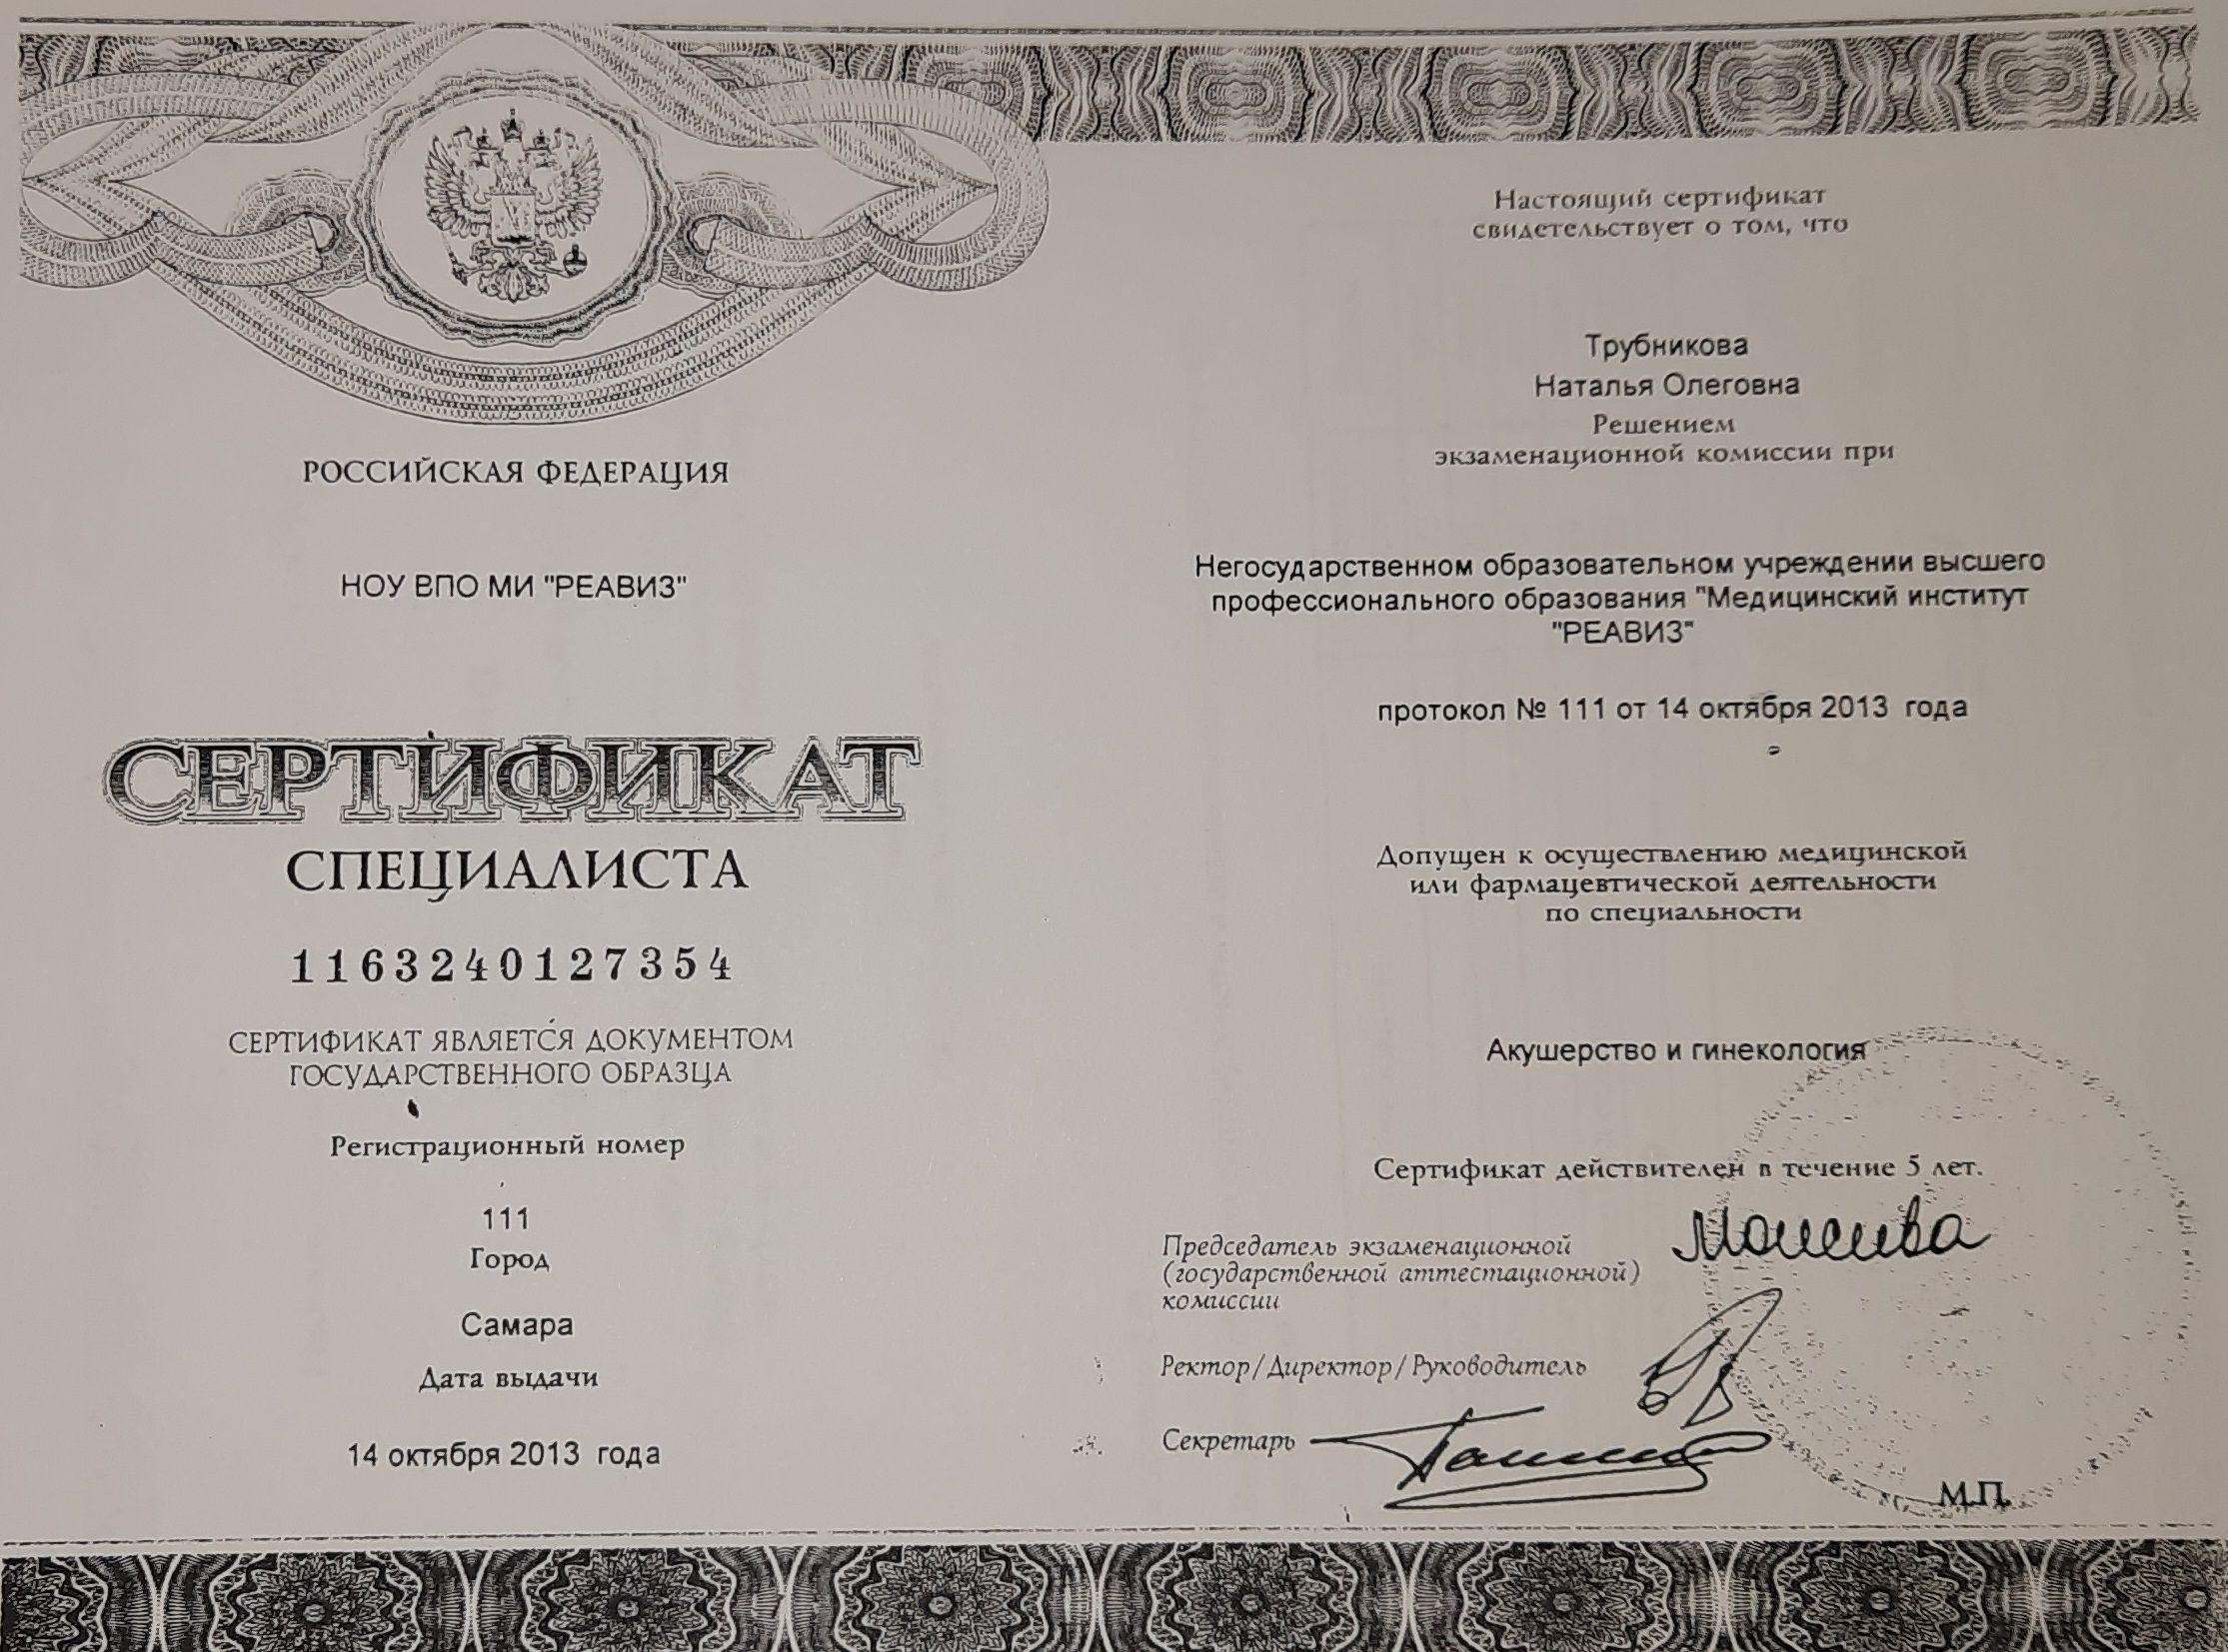 РОССИЙСКАЯ ФЕДЕРАЦИЯ
НОУ ВПО МИ "РЕАВИЗ"
СЕРТИФИКАТ
СПЕЦИАЛИСТА
1163240127354
СЕРТИФИКАТ ЯВЛЯЕТСЯ ДОКУМЕНТОМ
ГОСУДАРСТВЕННОГО ОБРАЗЦА
Регистрационный номер
111
Город
Самара
Дата выдачи
14 октября 2013 года
Настоящий сертификат
свидетельствует о том, что
Трубникова
Наталья Олеговна
Решением
экзаменационной комиссии при
Негосударственном образовательном учреждении высшего
профессионального образования "Медицинский институт
"РЕАВИЗ"
протокол № 111 от 14 октября 2013 года
Допущен к осуществлению медицинской
или фармацевтической деятельности
по специальности
Акушерство и гинекология
Сертификат действителен в течение 5 лет.
Председатель экзаменационной
(государственной аттестационной)
комиссии
Ректор/Директор/Руководитель
Секретарь
М.П.